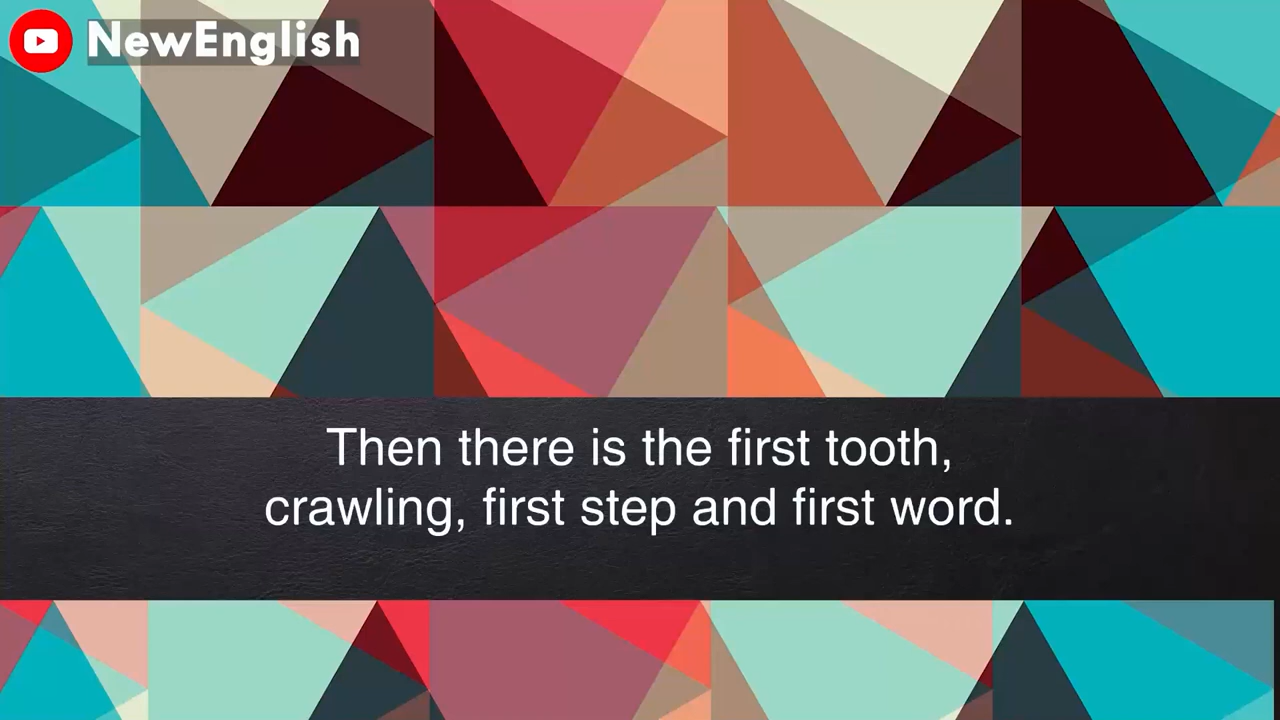 NewEnglish
Then there is the first tooth,
crawling, first step and first word.